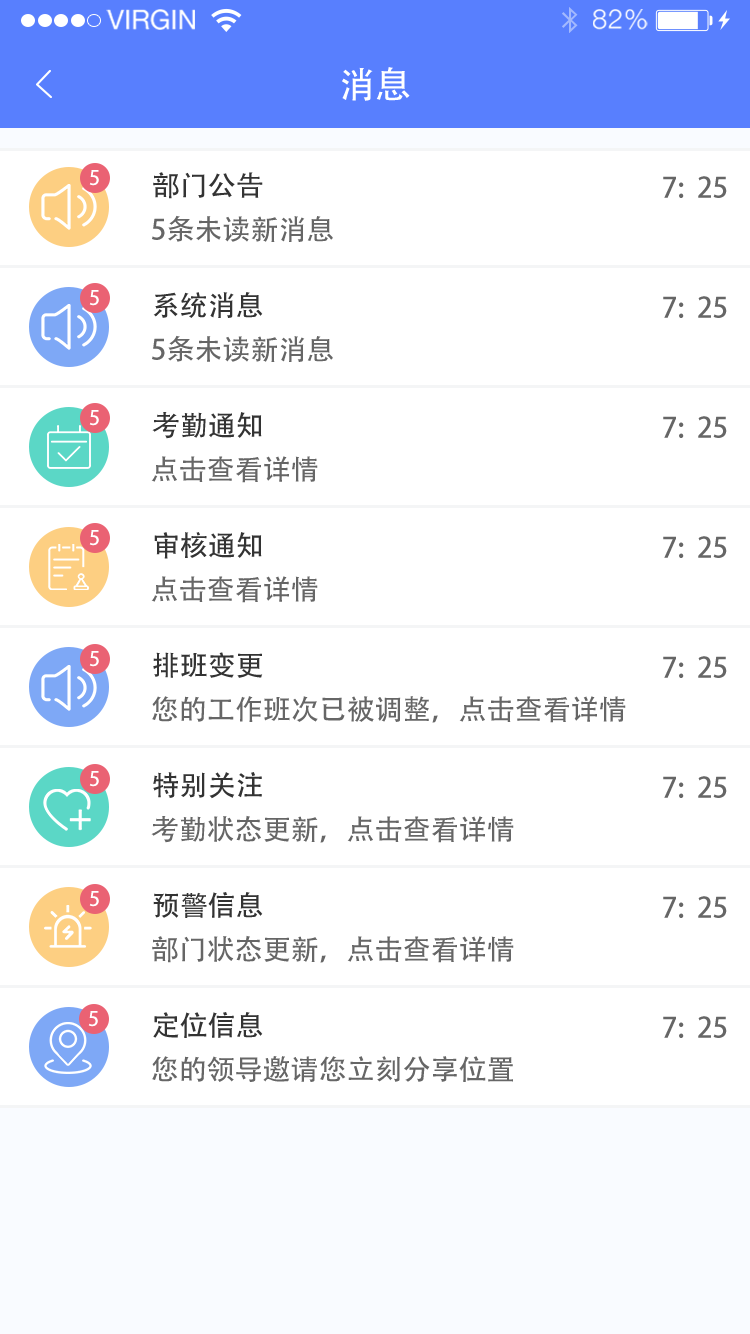 VIRGIN 82%
消息
5 部门公告 7: 25
5条未读新消息
5 系统消息 7: 25
5条未读新消息
5 考勤通知 7: 25
点击查看详情
5 审核通知 7: 25
点击查看详情
5 排班变更 7: 25
您的工作班次已被调整，点击查看详情
5 特别关注 7: 25
考勤状态更新，点击查看详情
5 预警信息 7: 25
部门状态更新，点击查看详情
5 定位信息 7: 25
您的领导邀请您立刻分享位置